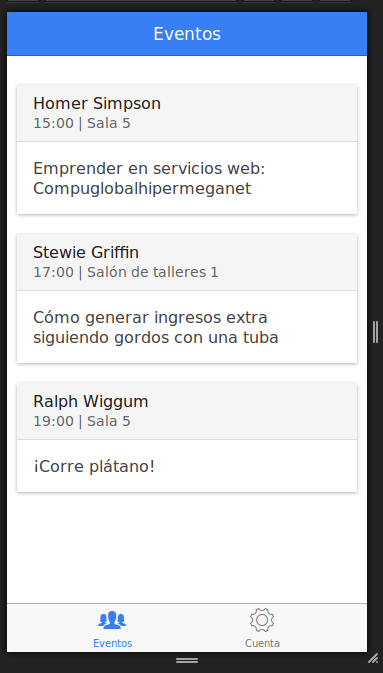 Eventos
Homer Simpson
15:00 | Sala 5
Emprender en servicios web:
Compuglobalhipermeganet
Stewie Griffin
17:00 | Salón de talleres 1
Cómo generar ingresos extra
siguiendo gordos con una tuba
Ralph Wiggum
19:00 | Sala 5
¡Corre plátano!
Eventos
Cuenta